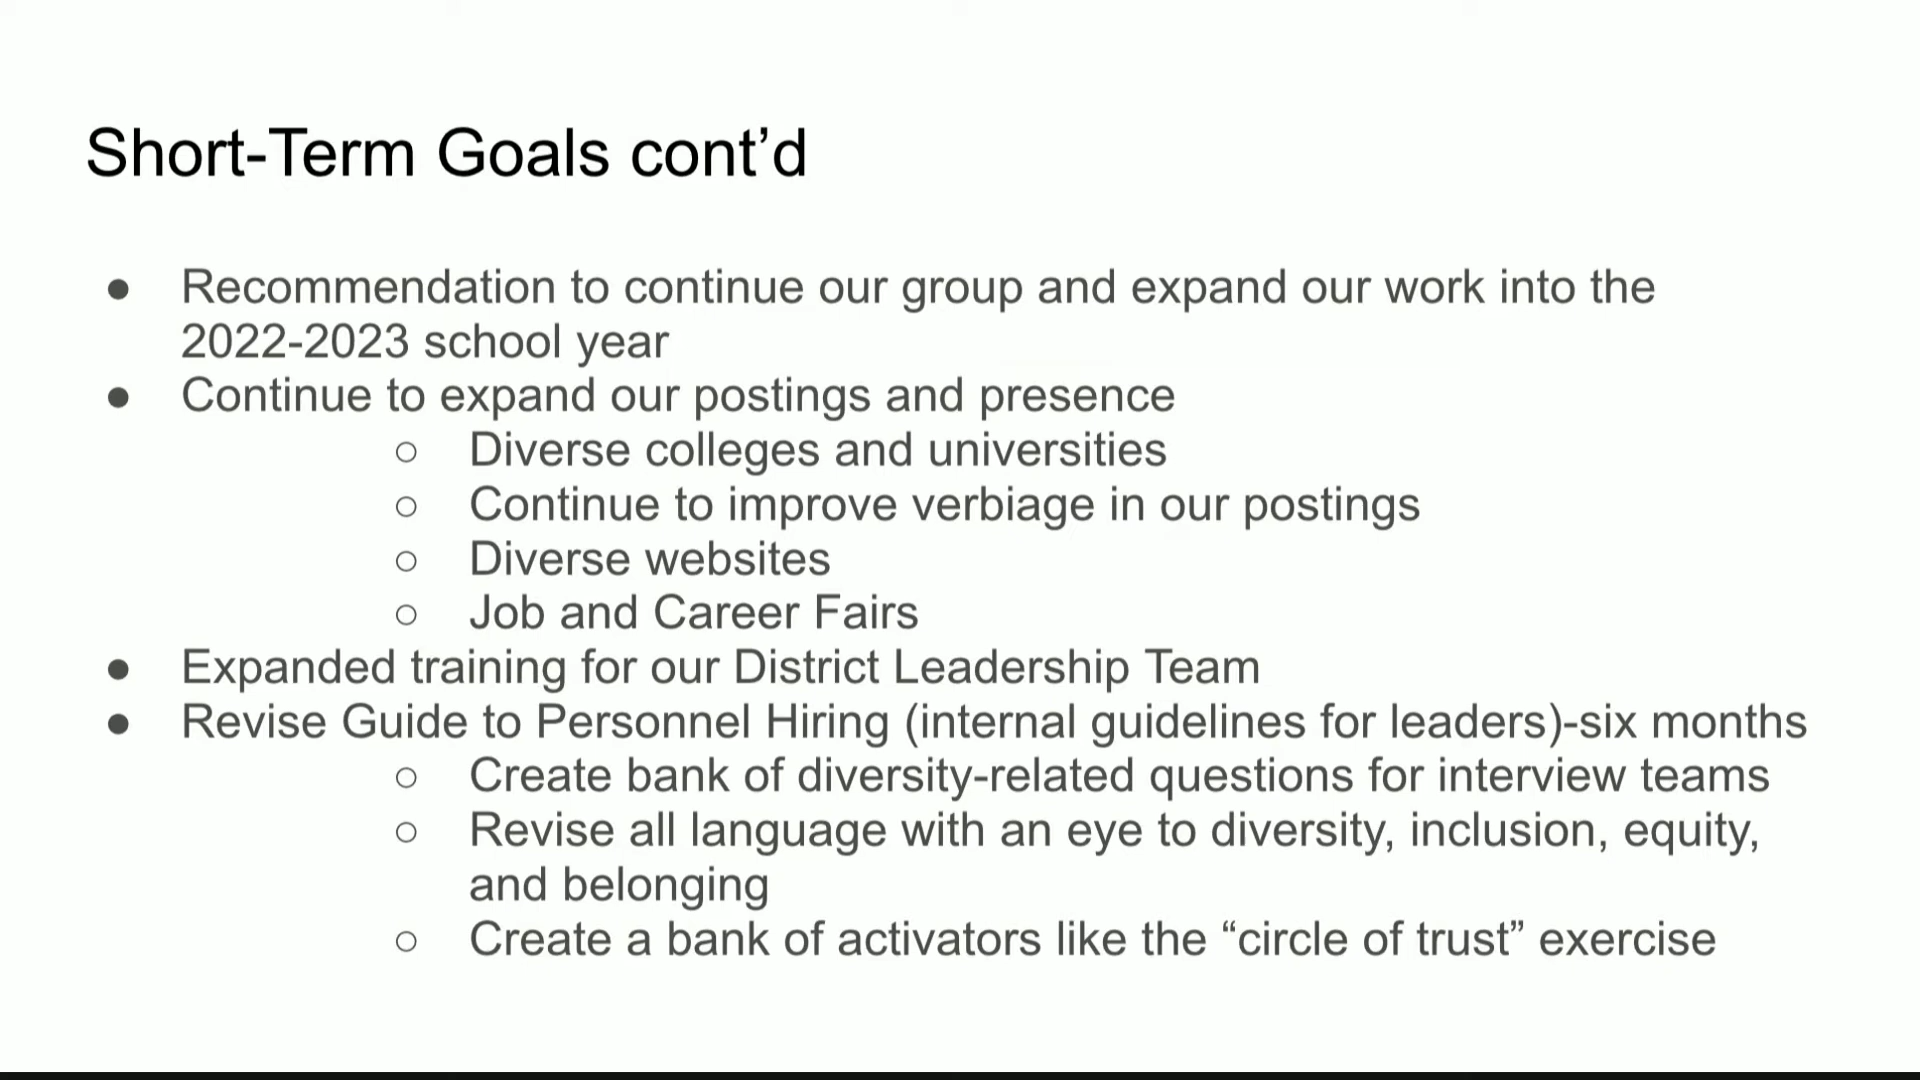 Short-Term Goals cont’d
● Recommendation to continue our group and expand our work into the
2022-2023 school year
● Continue to expand our postings and presence
○ Diverse colleges and universities
○ Continue to improve verbiage in our postings
○ Diverse websites
○ Job and Career Fairs
● Expanded training for our District Leadership Team
● Revise Guide to Personnel Hiring (internal guidelines for leaders)-six months
○ Create bank of diversity-related questions for interview teams
○ Revise all language with an eye to diversity, inclusion, equity,
and belonging
○ Create a bank of activators like the “circle of trust” exercise